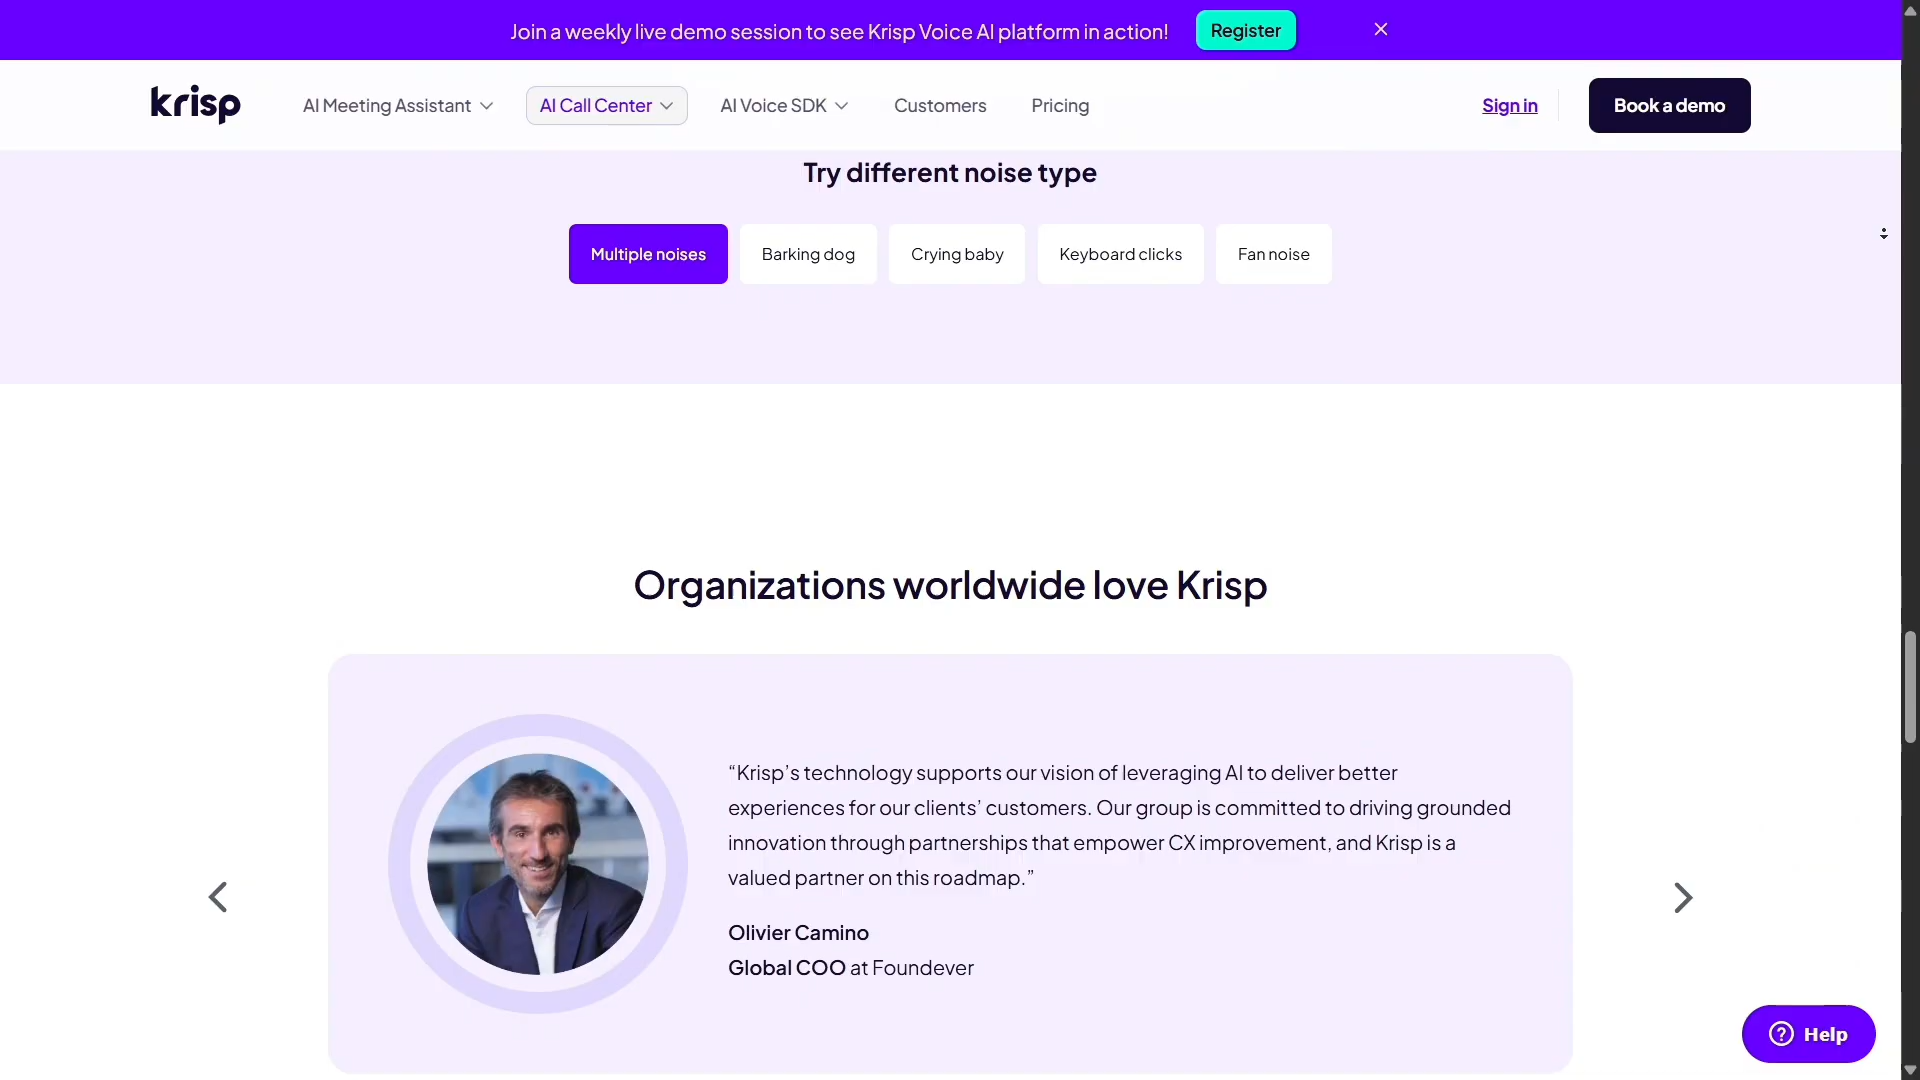 Join a weekly live demo session to see Krisp Voice AI platform in action! Register
krisp AI Meeting Assistant AI Call Center AI Voice SDK Customers Pricing Sign in Book a demo
Try different noise type
Multiple noises Barking dog Crying baby Keyboard clicks Fan noise
Organizations worldwide love Krisp
“Krisp’s technology supports our vision of leveraging AI to deliver better
experiences for our clients’ customers. Our group is committed to driving grounded
innovation through partnerships that empower CX improvement, and Krisp is a
valued partner on this roadmap.”
Olivier Camino
Global COO at Foundever
Help